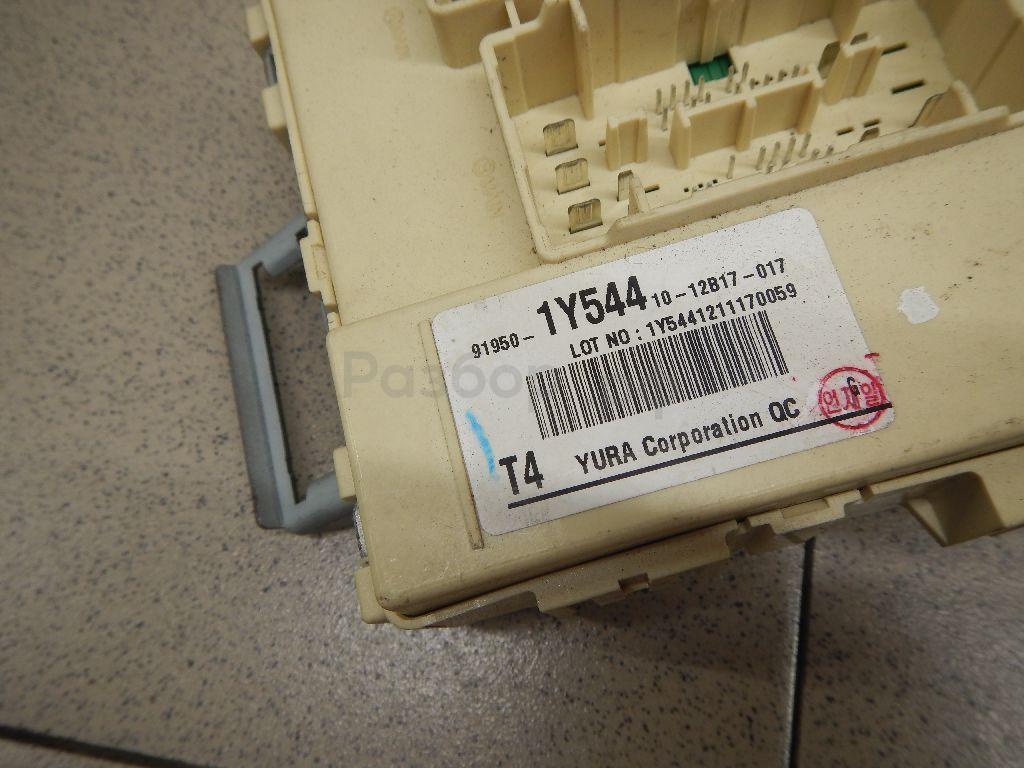 91950- 1Y544 10-12B17-017
LOT NO : 1Y5441211170059
T4 YURA Corporation QC